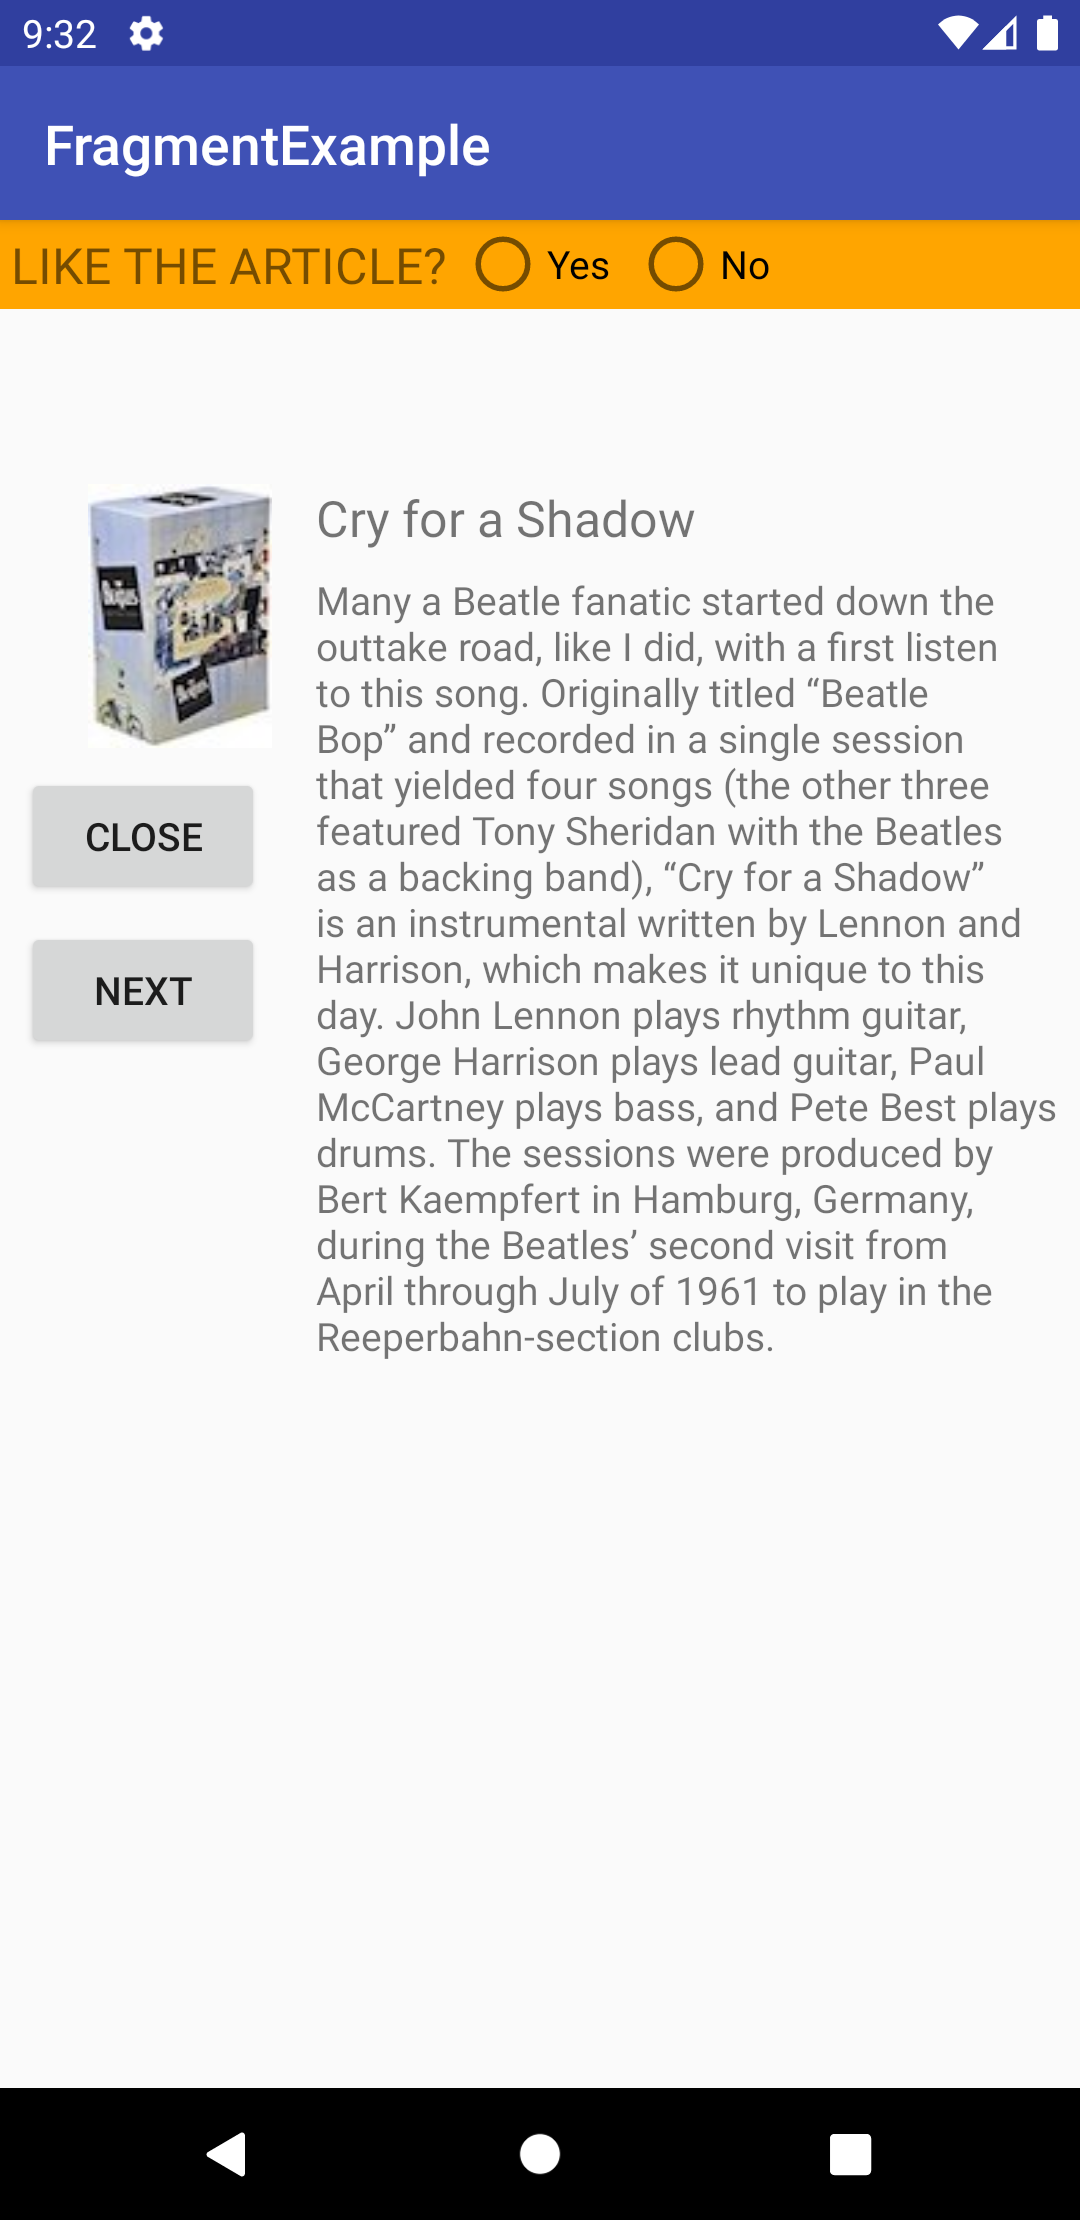 9:32
FragmentExample
LIKE THE ARTICLE? Yes No
Cry for a Shadow
Many a Beatle fanatic started down the
outtake road, like I did, with a first listen
to this song. Originally titled “Beatle
Bop” and recorded in a single session
that yielded four songs (the other three
featured Tony Sheridan with the Beatles
as a backing band), “Cry for a Shadow”
is an instrumental written by Lennon and
Harrison, which makes it unique to this
day. John Lennon plays rhythm guitar,
George Harrison plays lead guitar, Paul
McCartney plays bass, and Pete Best plays
drums. The sessions were produced by
Bert Kaempfert in Hamburg, Germany,
during the Beatles’ second visit from
April through July of 1961 to play in the
Reeperbahn-section clubs.
CLOSE
NEXT